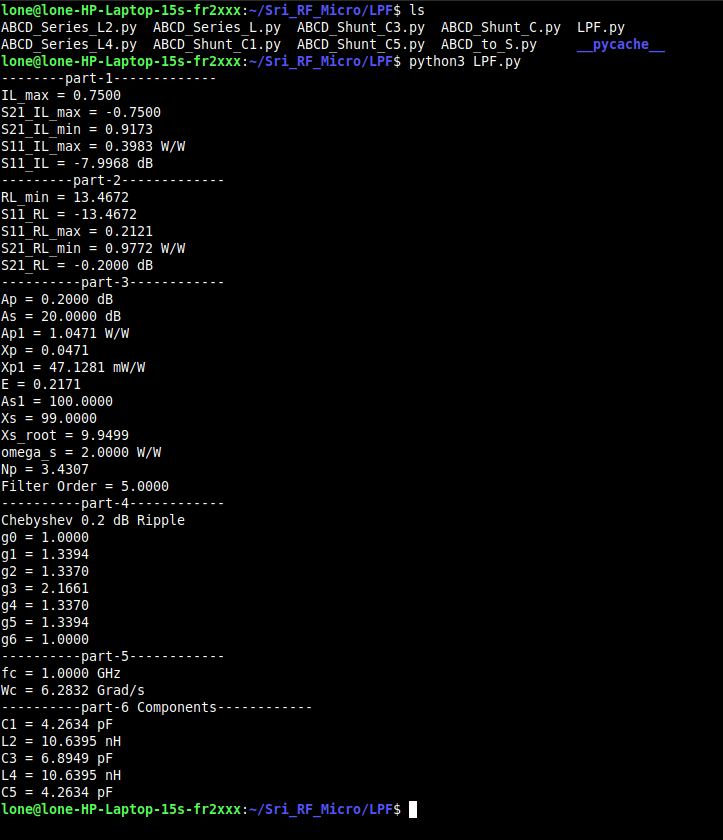 lone@lone-HP-Laptop-15s-fr2xxx:~/Sri_RF_Micro/LPF$ ls
ABCD_Series_L2.py  ABCD_Series_L.py  ABCD_Shunt_C3.py  ABCD_Shunt_C.py  LPF.py
ABCD_Series_L4.py  ABCD_Shunt_C1.py  ABCD_Shunt_C5.py  ABCD_to_S.py     __pycache__
lone@lone-HP-Laptop-15s-fr2xxx:~/Sri_RF_Micro/LPF$ python3 LPF.py
--------part-1-------------
IL_max = 0.7500
S21_IL_max = -0.7500
S21_IL_min = 0.9173
S11_IL_max = 0.3983 W/W
S11_IL = -7.9968 dB
---------part-2-------------
RL_min = 13.4672
S11_RL = -13.4672
S11_RL_max = 0.2121
S21_RL_min = 0.9772 W/W
S21_RL = -0.2000 dB
----------part-3------------
Ap = 0.2000 dB
As = 20.0000 dB
Ap1 = 1.0471 W/W
Xp = 0.0471
Xp1 = 47.1281 mW/W
E = 0.2171
As1 = 100.0000
Xs = 99.0000
Xs_root = 9.9499
omega_s = 2.0000 W/W
Np = 3.4307
Filter Order = 5.0000
----------part-4------------
Chebyshev 0.2 dB Ripple
g0 = 1.0000
g1 = 1.3394
g2 = 1.3370
g3 = 2.1661
g4 = 1.3370
g5 = 1.3394
g6 = 1.0000
----------part-5------------
fc = 1.0000 GHz
Wc = 6.2832 Grad/s
----------part-6 Components------------
C1 = 4.2634 pF
L2 = 10.6395 nH
C3 = 6.8949 pF
L4 = 10.6395 nH
C5 = 4.2634 pF
lone@lone-HP-Laptop-15s-fr2xxx:~/Sri_RF_Micro/LPF$